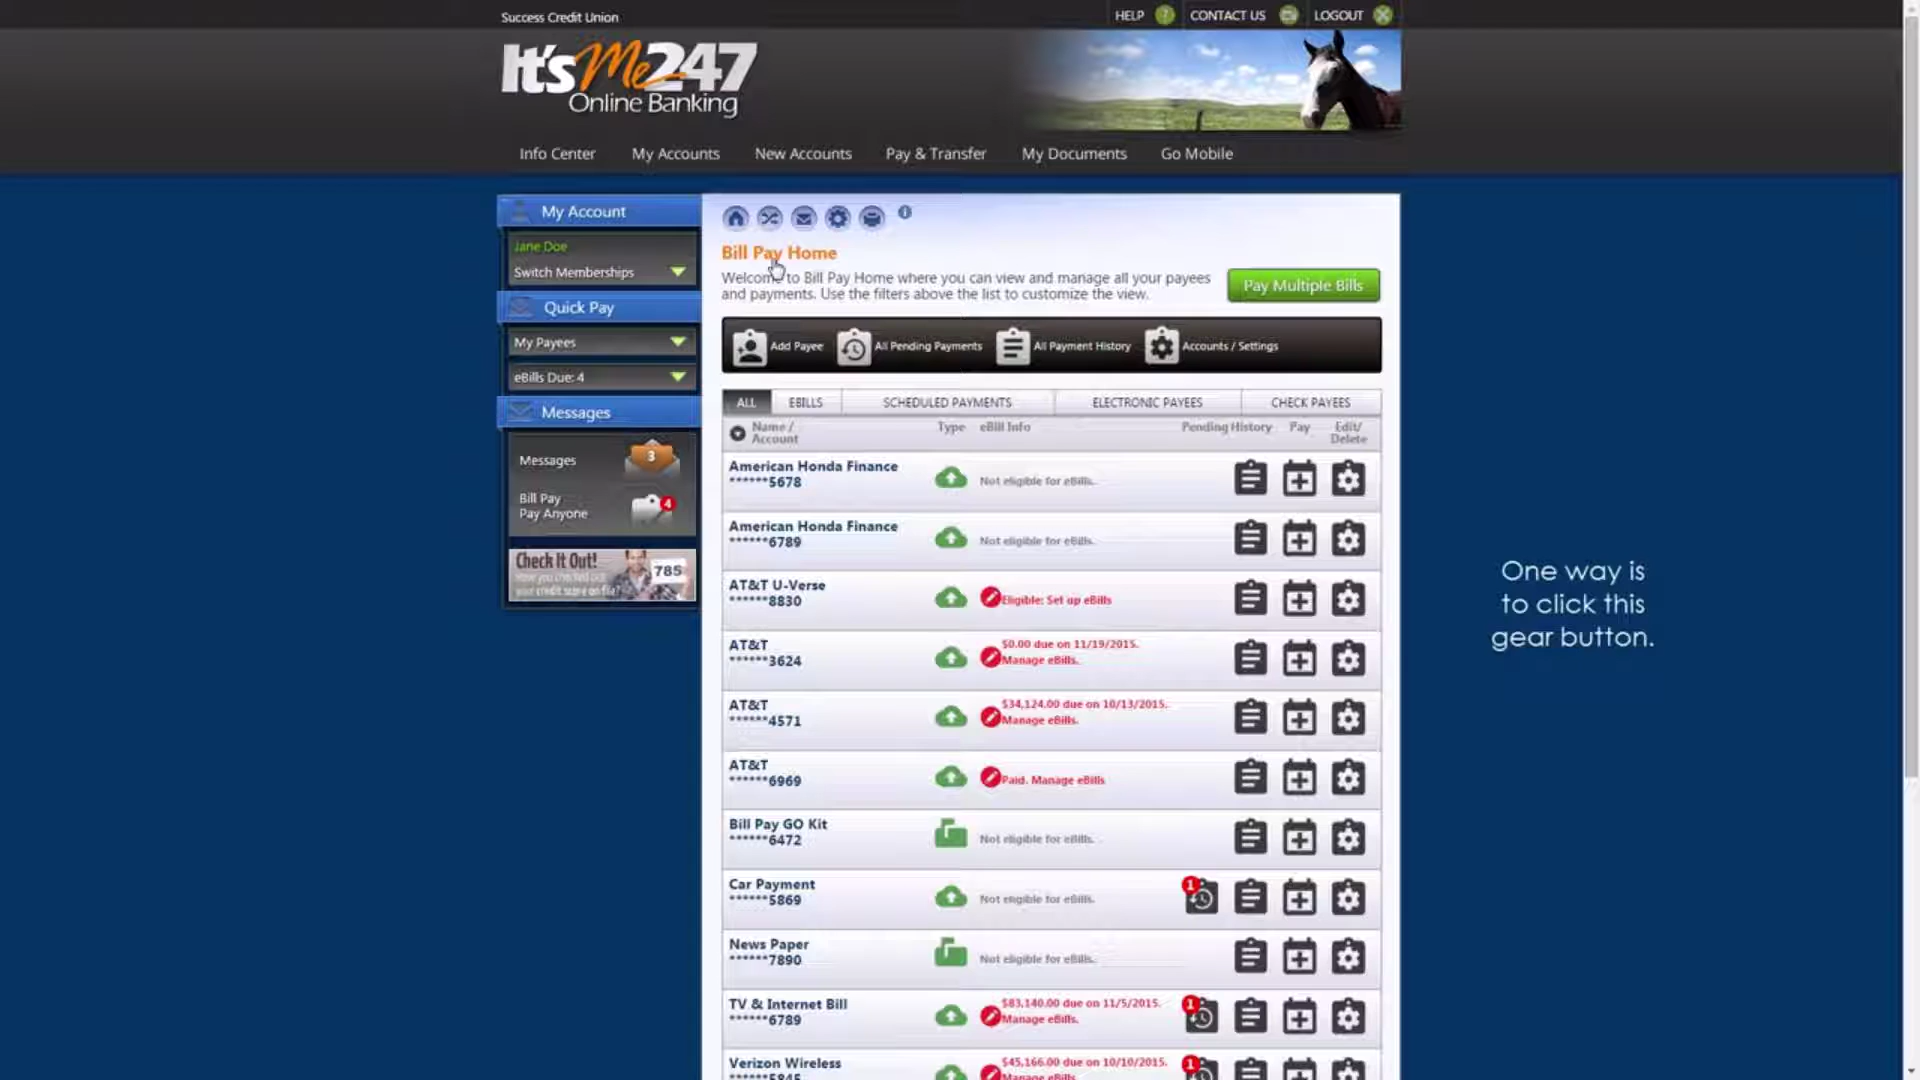 Success Credit Union
HELP ?
CONTACT US
LOGOUT
It's Me 247
Online Banking
Info Center
My Accounts
New Accounts
Pay & Transfer
My Documents
Go Mobile
My Account
Jane Doe
Switch Memberships
Quick Pay
My Payees
eBills Due: 4
Messages
Messages
3
Bill Pay
Pay Anyone
4
Check It Out!
your credit score on file?
785
i
Bill Pay Home
Welcome to Bill Pay Home where you can view and manage all your payees
and payments. Use the filters above the list to customize the view.
Pay Multiple Bills
Add Payee
All Pending Payments
All Payment History
Accounts / Settings
ALL
EBILLS
SCHEDULED PAYMENTS
ELECTRONIC PAYEES
CHECK PAYEES
Name /
Account
Type
eBill Info
Pending
History
Pay
Edit/
Delete
American Honda Finance
******5678
Not eligible for eBills.
American Honda Finance
******6789
Not eligible for eBills.
AT&T U-Verse
******8830
Eligible: Set up eBills
AT&T
******3624
$0.00 due on 11/19/2015.
Manage eBills.
AT&T
******4571
$34,124.00 due on 10/13/2015.
Manage eBills.
AT&T
******6969
Paid. Manage eBills
Bill Pay GO Kit
******6472
Not eligible for eBills.
Car Payment
******5869
Not eligible for eBills.
1
News Paper
******7890
Not eligible for eBills.
TV & Internet Bill
******6789
$83,140.00 due on 11/5/2015.
Manage eBills.
1
Verizon Wireless
******5845
$45,166.00 due on 10/10/2015.
Manage eBills.
1
One way is
to click this
gear button.